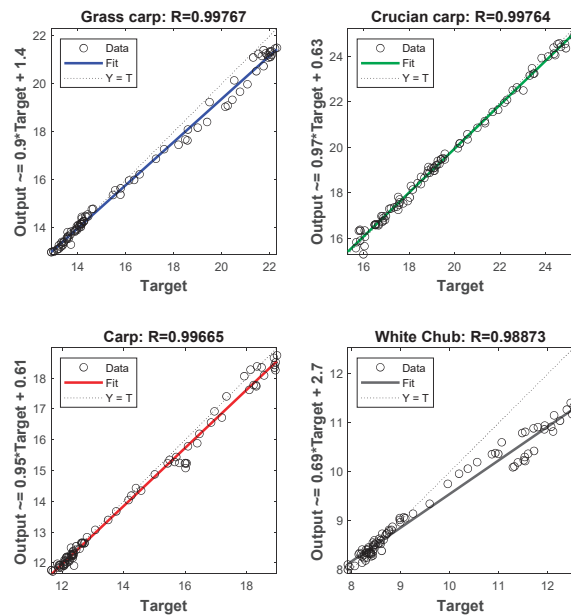 Grass carp: R=0.99767
Output ~= 0.9*Target + 1.4
22
20
18
16
14
Data
Fit
Y = T
14
16
18
20
22
Target
Crucian carp: R=0.99764
Output ~= 0.97*Target + 0.63
24
22
20
18
16
Data
Fit
Y = T
16
18
20
22
24
Target
Carp: R=0.99665
Output ~= 0.95*Target + 0.61
18
17
16
15
14
13
12
Data
Fit
Y = T
12
14
16
18
Target
White Chub: R=0.98873
Output ~= 0.69*Target + 2.7
12
11
10
9
8
Data
Fit
Y = T
8
9
10
11
12
Target